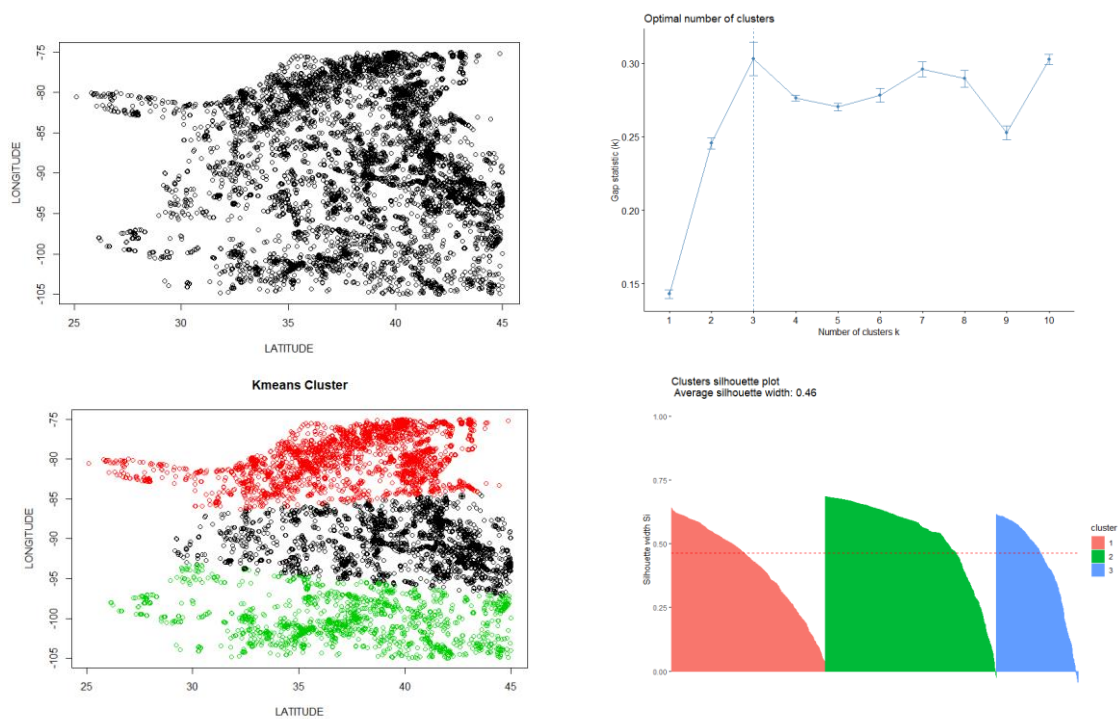 -75
-80
-85
-90
-95
-100
-105
LONGITUDE
25
30
35
40
45
LATITUDE
Optimal number of clusters
0.30
0.25
0.20
0.15
Gap statistic (k)
1 2 3 4 5 6 7 8 9 10
Number of clusters k
Kmeans Cluster
-75
-80
-85
-90
-95
-100
-105
LONGITUDE
25
30
35
40
45
LATITUDE
Clusters silhouette plot
Average silhouette width: 0.46
1.00
0.75
0.50
0.25
0.00
Silhouette width Si
cluster
1
2
3